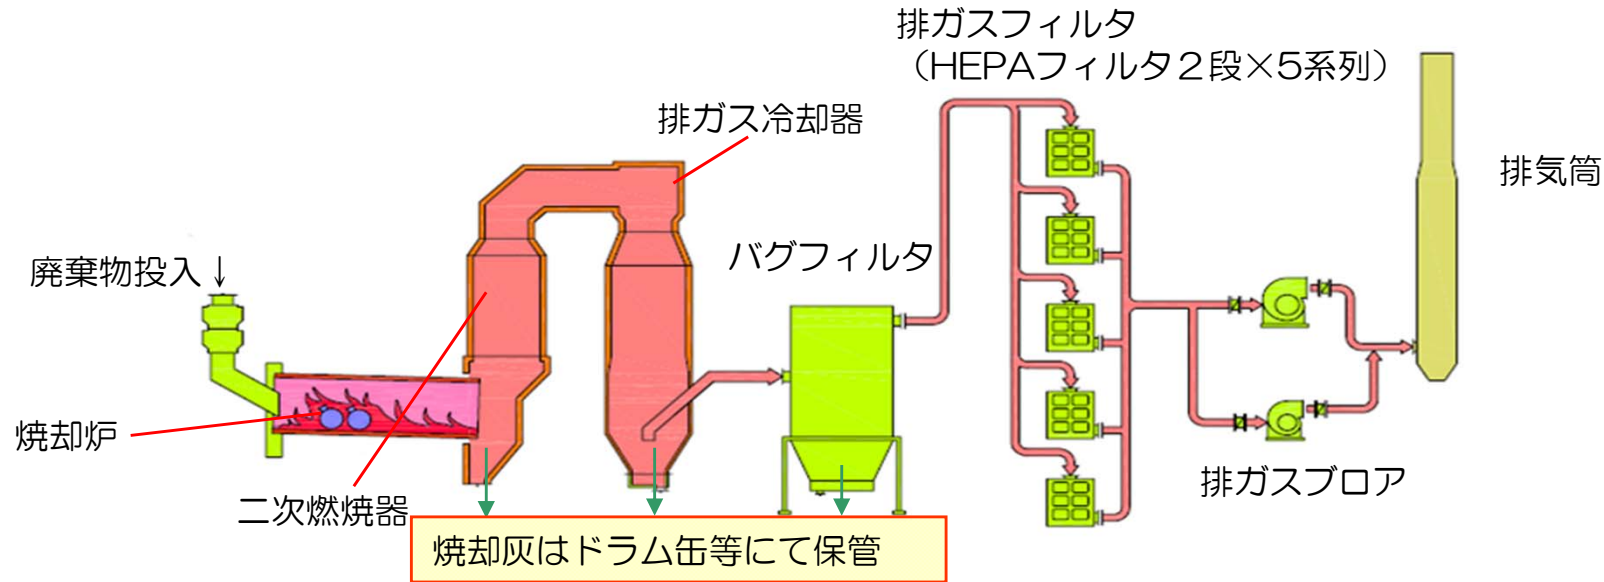 排ガスフィルタ
（HEPAフィルタ２段×5系列）
排ガス冷却器
排気筒
バグフィルタ
廃棄物投入↓
焼却炉
排ガスブロア
二次燃焼器
焼却灰はドラム缶等にて保管